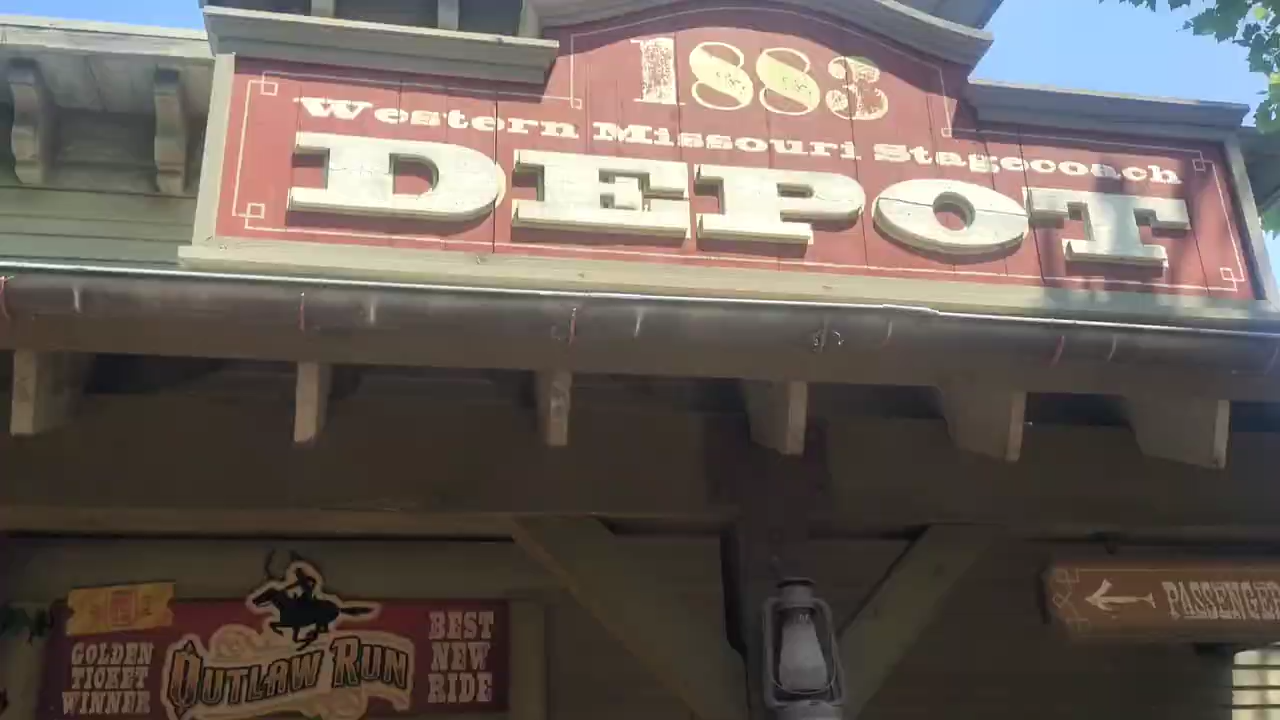 1883
Western Missouri Stagecoach
DEPOT
GOLDEN
TICKET
WINNER
OUTLAW RUN
BEST
NEW
RIDE
PASSENGER